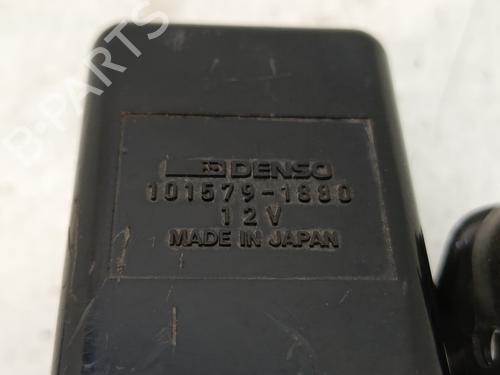 B-PARTS
DENSO
101579-1880
12V
MADE IN JAPAN